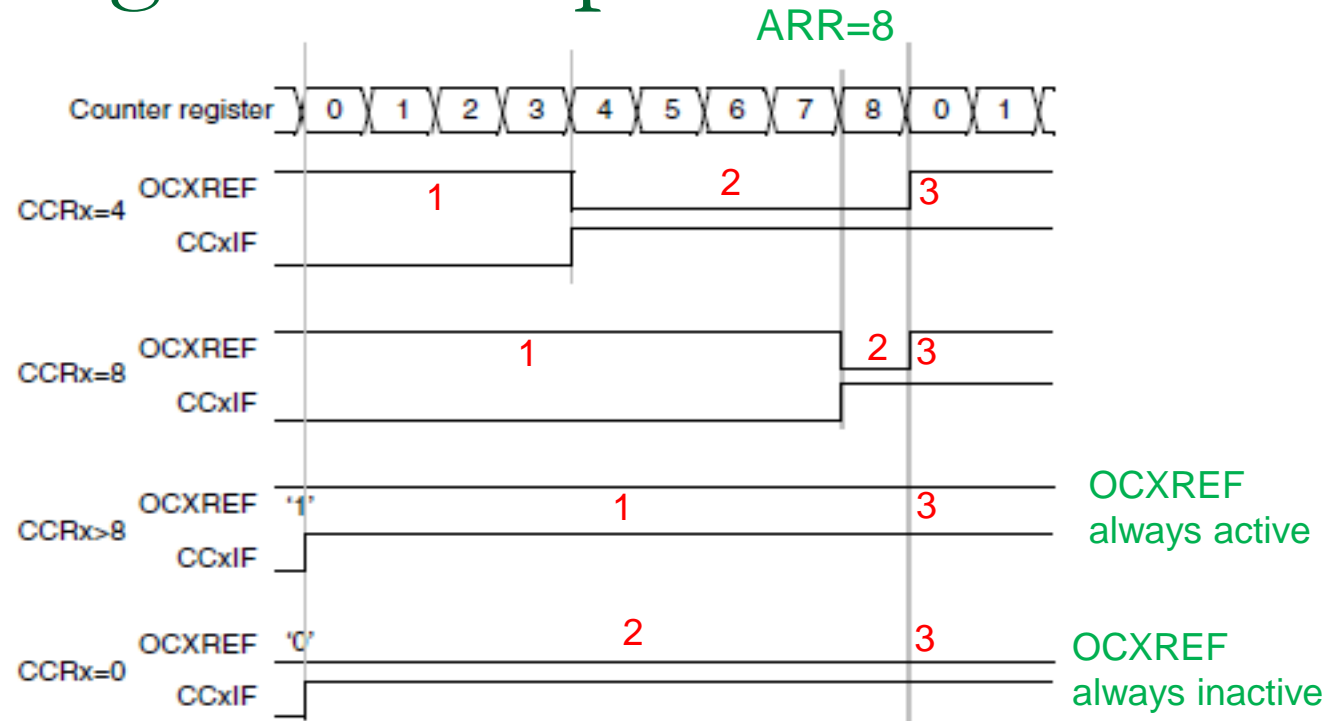 ARR=8
Counter register 0 1 2 3 4 5 6 7 8 0 1
CCRx=4
OCXREF 1 2 3
CCxIF
CCRx=8
OCXREF 1 2 3
CCxIF
CCRx>8
OCXREF '1' 1 3
CCxIF
OCXREF
always active
CCRx=0
OCXREF '0' 2 3
CCxIF
OCXREF
always inactive